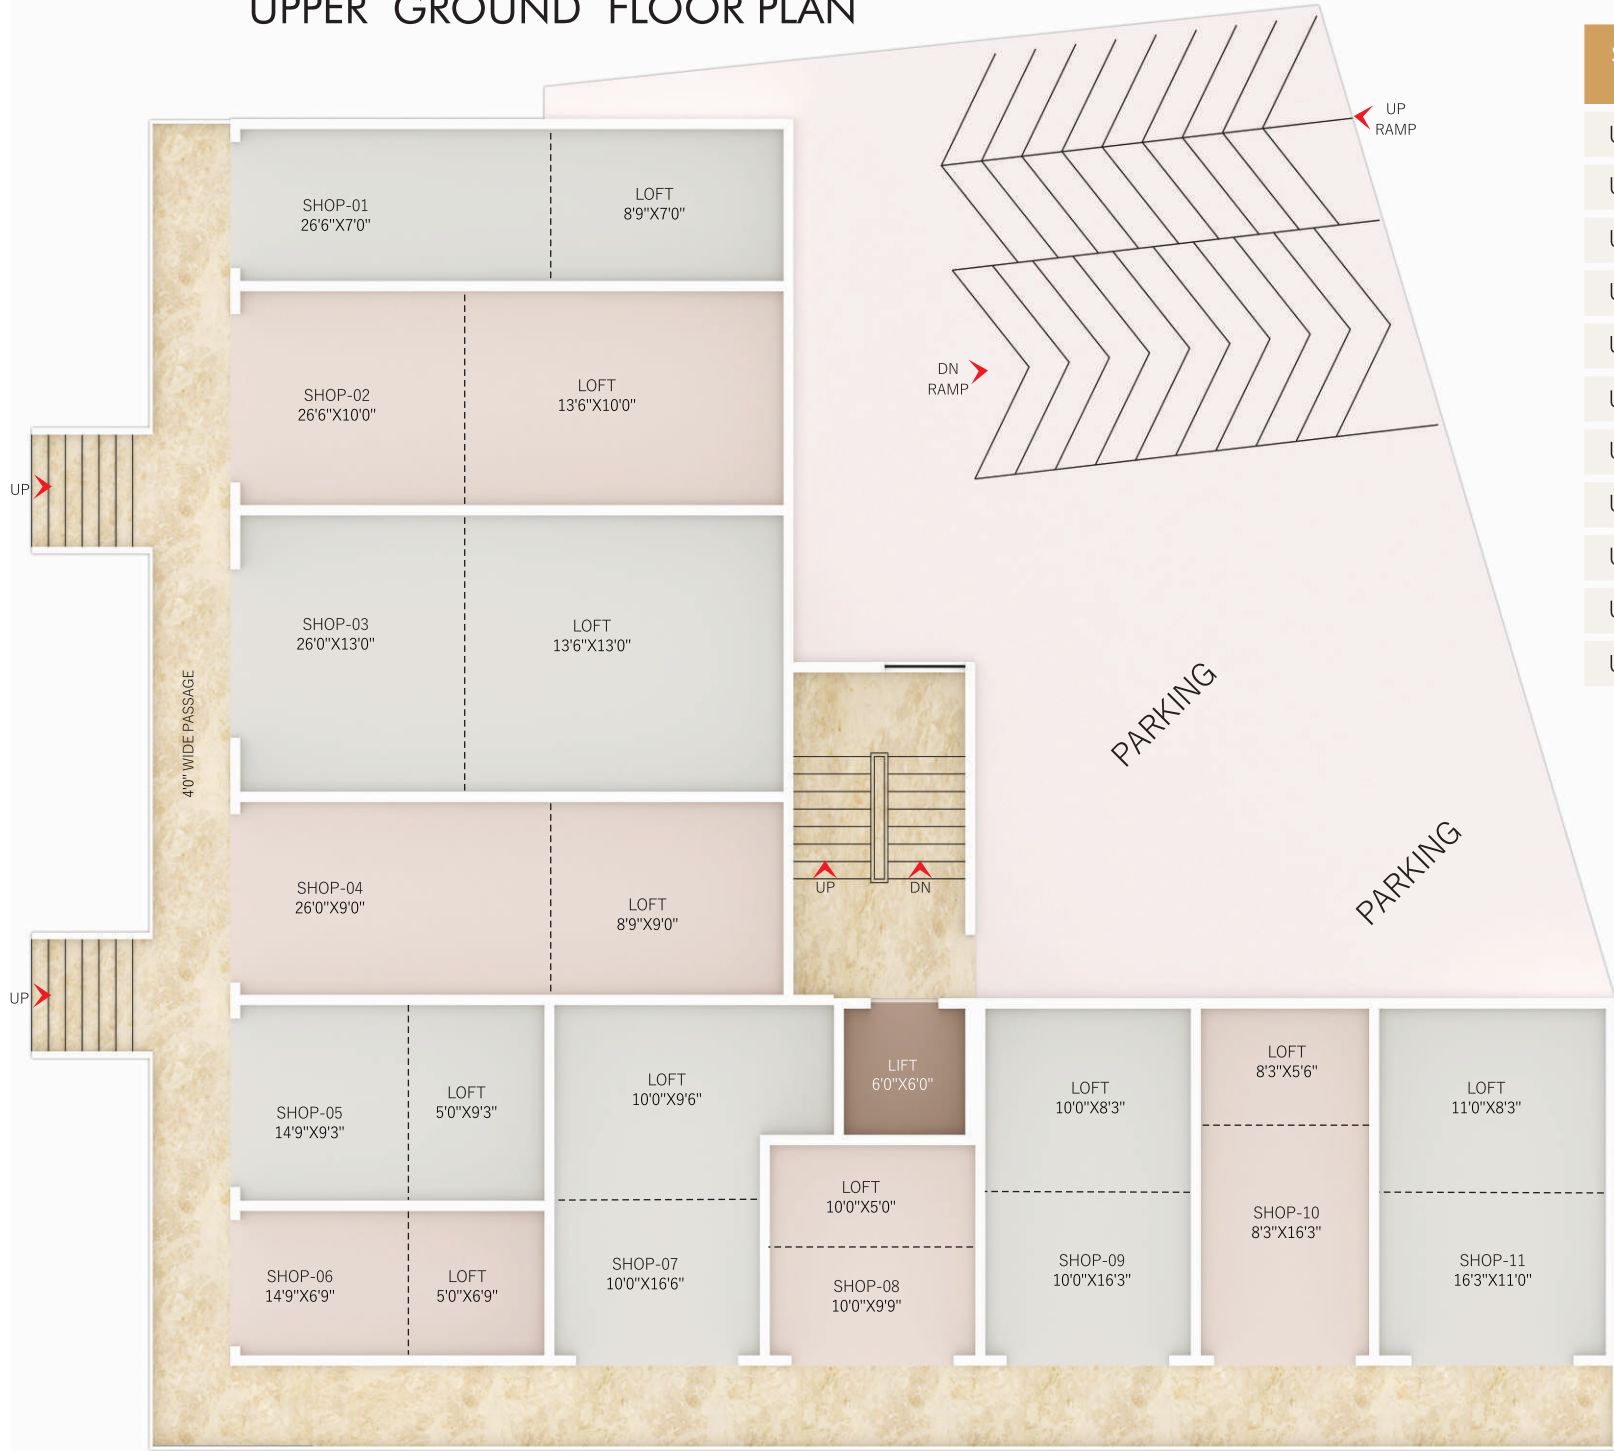 UPPER GROUND FLOOR PLAN
UP
RAMP
SHOP-01
26'6"X7'0"
LOFT
8'9"X7'0"
DN
RAMP
SHOP-02
26'6"X10'0"
LOFT
13'6"X10'0"
UP
SHOP-03
26'0"X13'0"
LOFT
13'6"X13'0"
4'0" WIDE PASSAGE
PARKING
PARKING
SHOP-04
26'0"X9'0"
LOFT
8'9"X9'0"
UP
DN
UP
SHOP-05
14'9"X9'3"
LOFT
5'0"X9'3"
LOFT
10'0"X9'6"
LIFT
6'0"X6'0"
LOFT
10'0"X8'3"
LOFT
8'3"X5'6"
LOFT
11'0"X8'3"
SHOP-06
14'9"X6'9"
LOFT
5'0"X6'9"
SHOP-07
10'0"X16'6"
LOFT
10'0"X5'0"
SHOP-08
10'0"X9'9"
SHOP-09
10'0"X16'3"
SHOP-10
8'3"X16'3"
SHOP-11
16'3"X11'0"